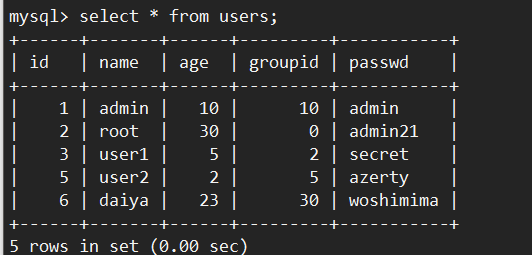 mysql> select * from users;
+------+-------+------+---------+-----------+
| id   | name  | age  | groupid | passwd    |
+------+-------+------+---------+-----------+
|    1 | admin |   10 |      10 | admin     |
|    2 | root  |   30 |       0 | admin21   |
|    3 | user1 |    5 |       2 | secret    |
|    5 | user2 |    2 |       5 | azerty    |
|    6 | daiya |   23 |      30 | woshimima |
+------+-------+------+---------+-----------+
5 rows in set (0.00 sec)